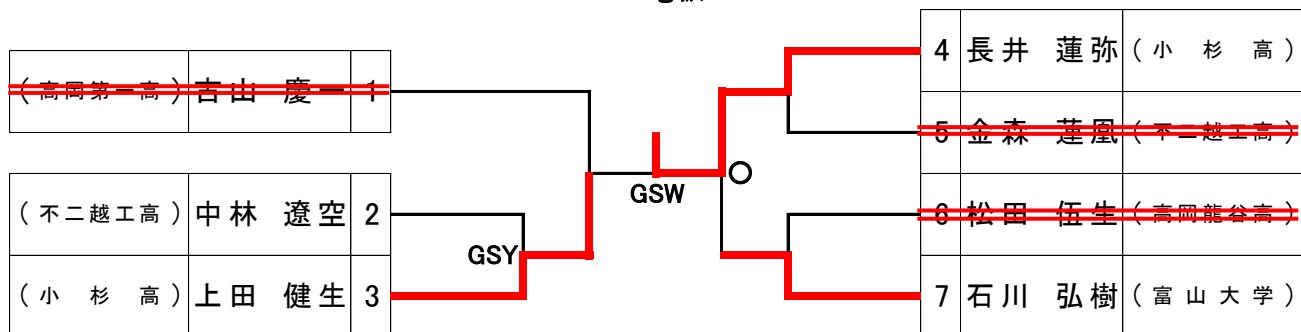 (高岡第一高) 吉山 慶一 1
(不二越工高) 中林 遼空 2
(小杉高) 上田 健生 3
GSY
GSW
4 長井 蓮弥 (小杉高)
5 金森 蓮凰 (不二越工高)
6 松田 伍生 (高岡龍谷高)
7 石川 弘樹 (富山大学)